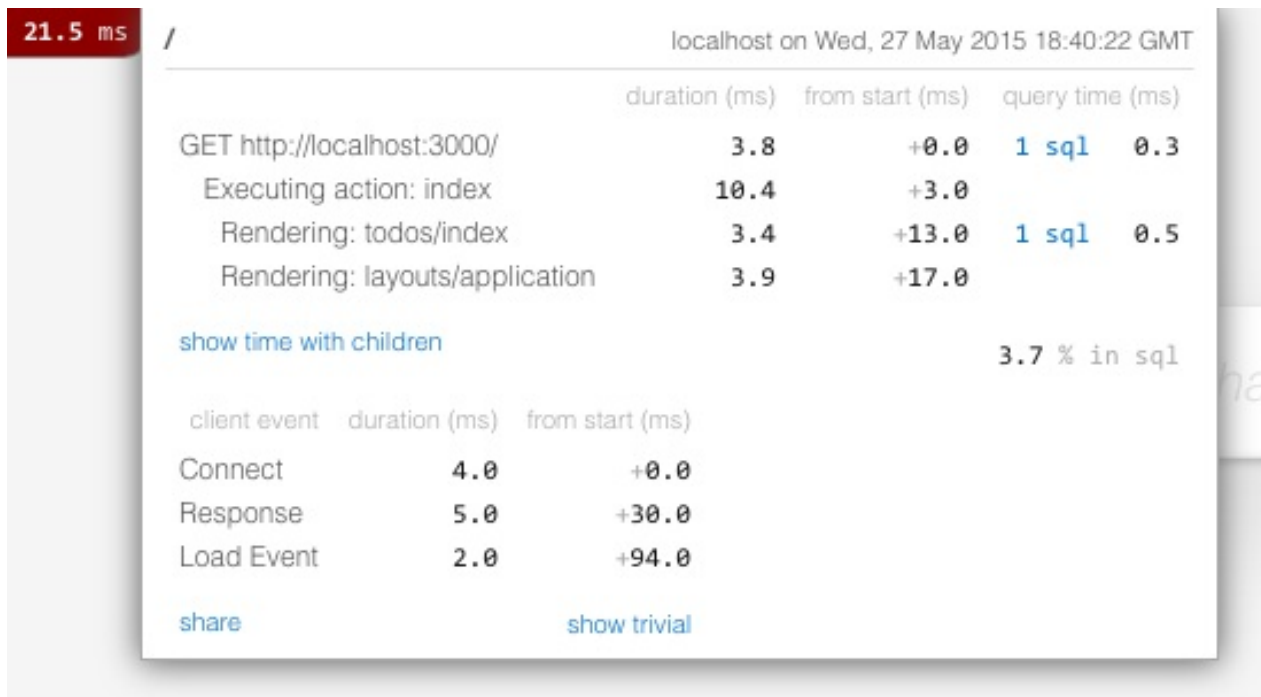 21.5 ms
/ localhost on Wed, 27 May 2015 18:40:22 GMT
duration (ms) from start (ms) query time (ms)
GET http://localhost:3000/ 3.8 +0.0 1 sql 0.3
Executing action: index 10.4 +3.0
Rendering: todos/index 3.4 +13.0 1 sql 0.5
Rendering: layouts/application 3.9 +17.0
show time with children
3.7 % in sql
client event duration (ms) from start (ms)
Connect 4.0 +0.0
Response 5.0 +30.0
Load Event 2.0 +94.0
share show trivial